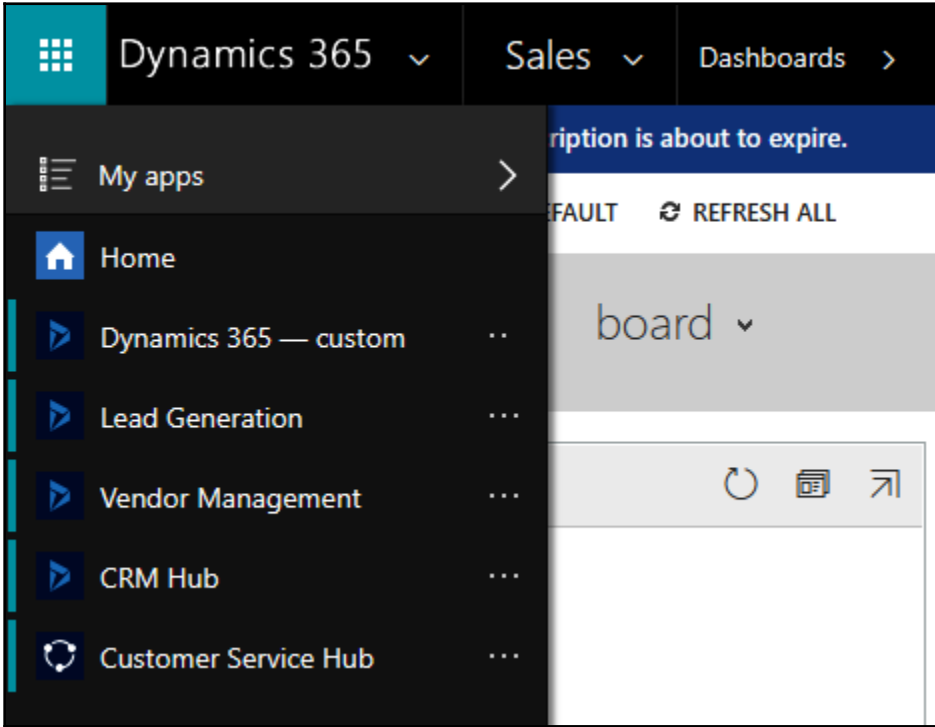 Dynamics 365 Sales Dashboards
ription is about to expire.
My apps
FAULT REFRESH ALL
Home
board
Dynamics 365 — custom
Lead Generation
Vendor Management
CRM Hub
Customer Service Hub